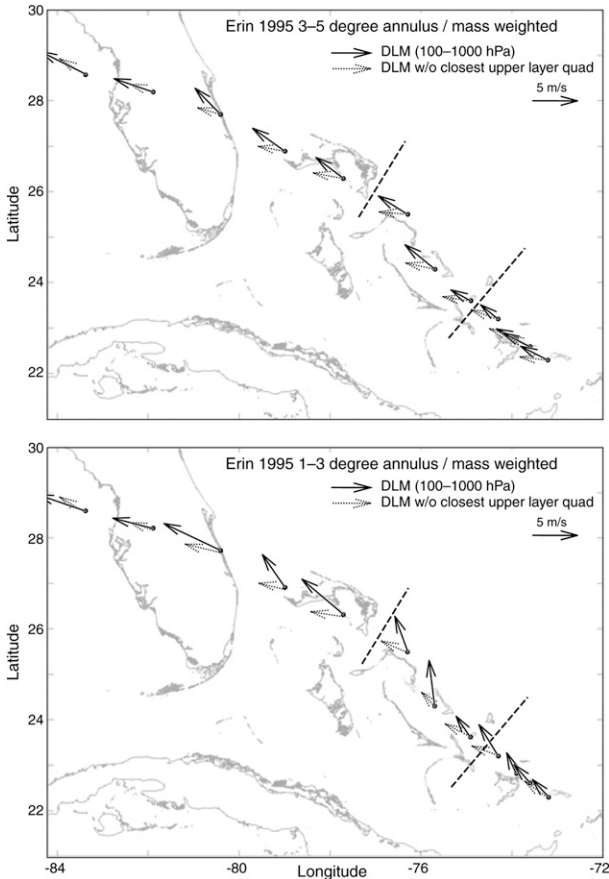 30
Erin 1995 3–5 degree annulus / mass weighted
DLM (100–1000 hPa)
DLM w/o closest upper layer quad
5 m/s
28
26
Latitude
24
22
30
Erin 1995 1–3 degree annulus / mass weighted
DLM (100–1000 hPa)
DLM w/o closest upper layer quad
5 m/s
28
26
Latitude
24
22
-84
-80
Longitude
-76
-72